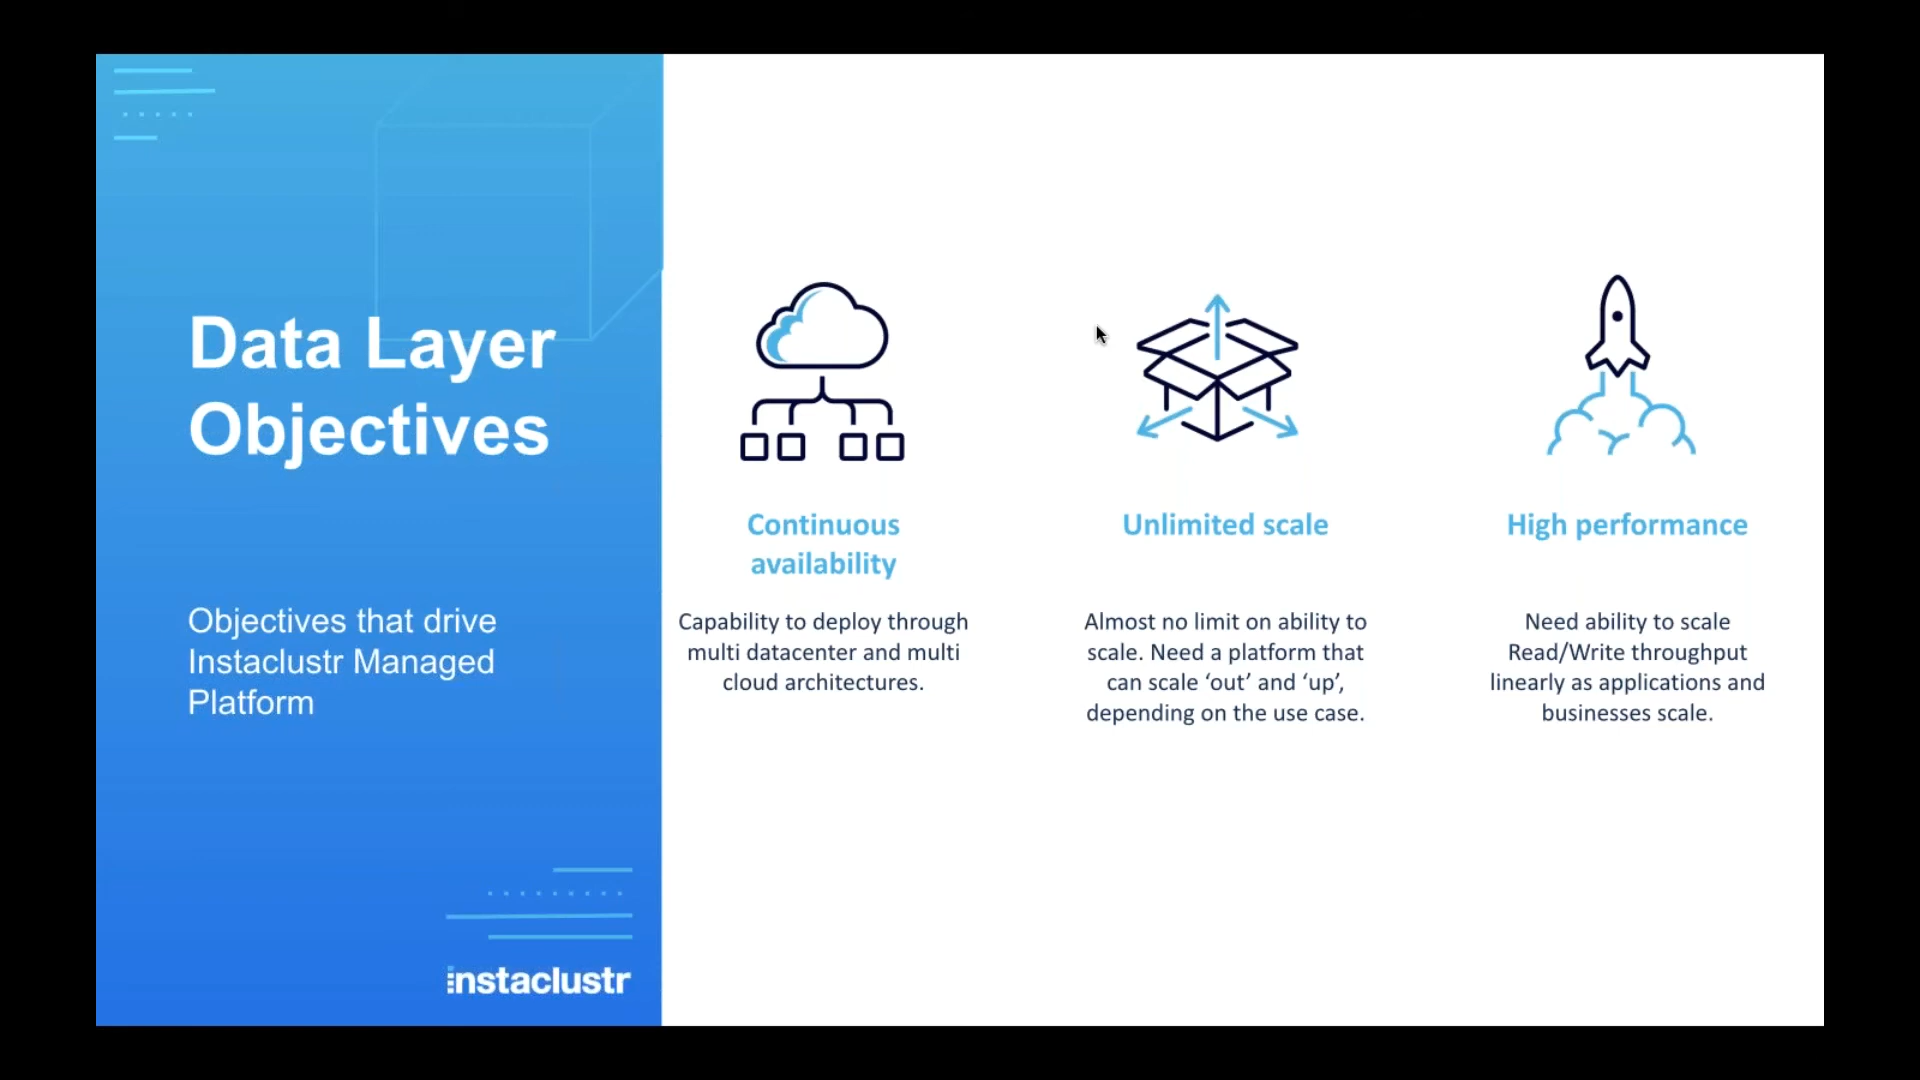 Data Layer
Objectives
Objectives that drive
Instaclustr Managed
Platform
instaclustr
Continuous
availability
Capability to deploy through
multi datacenter and multi
cloud architectures.
Unlimited scale
Almost no limit on ability to
scale. Need a platform that
can scale ‘out’ and ‘up’,
depending on the use case.
High performance
Need ability to scale
Read/Write throughput
linearly as applications and
businesses scale.